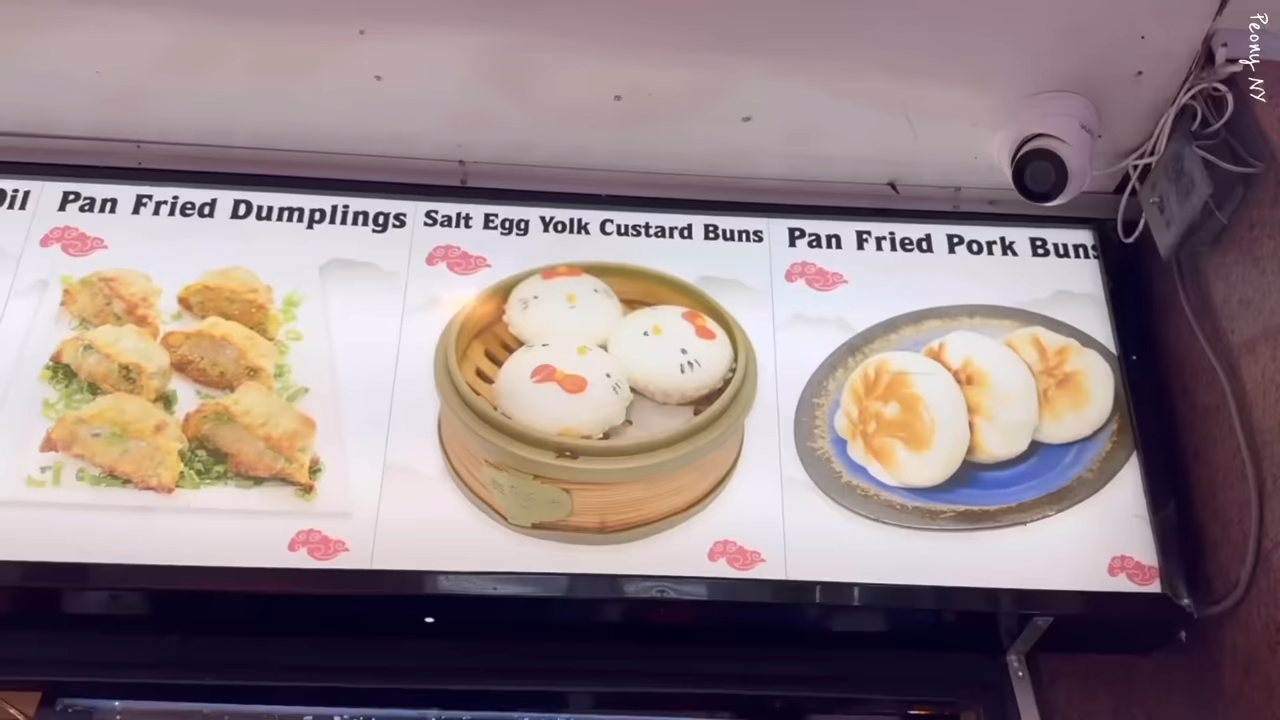 Oil
Pan Fried Dumplings
Salt Egg Yolk Custard Buns
Pan Fried Pork Buns
Peony NY